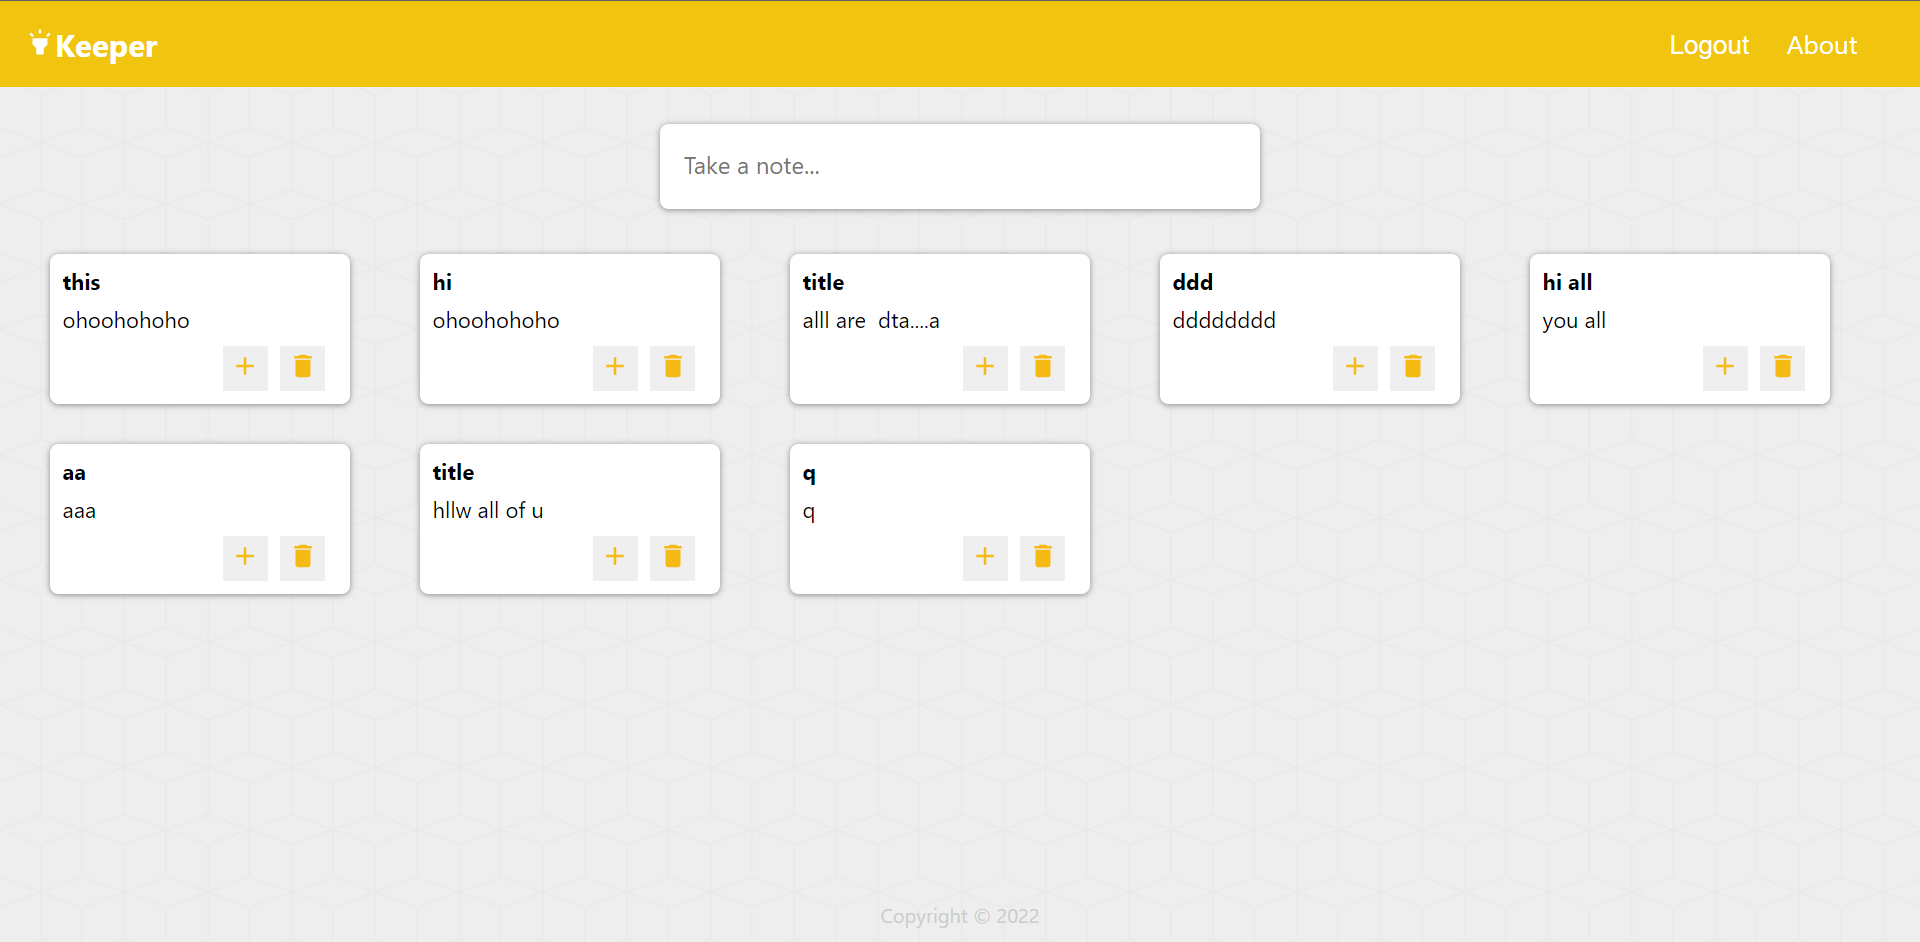 Keeper
Logout About
Take a note...
this
ohoohohoho
hi
ohoohohoho
title
alll are  dta....a
ddd
dddddddd
hi all
you all
aa
aaa
title
hllw all of u
q
q
Copyright © 2022